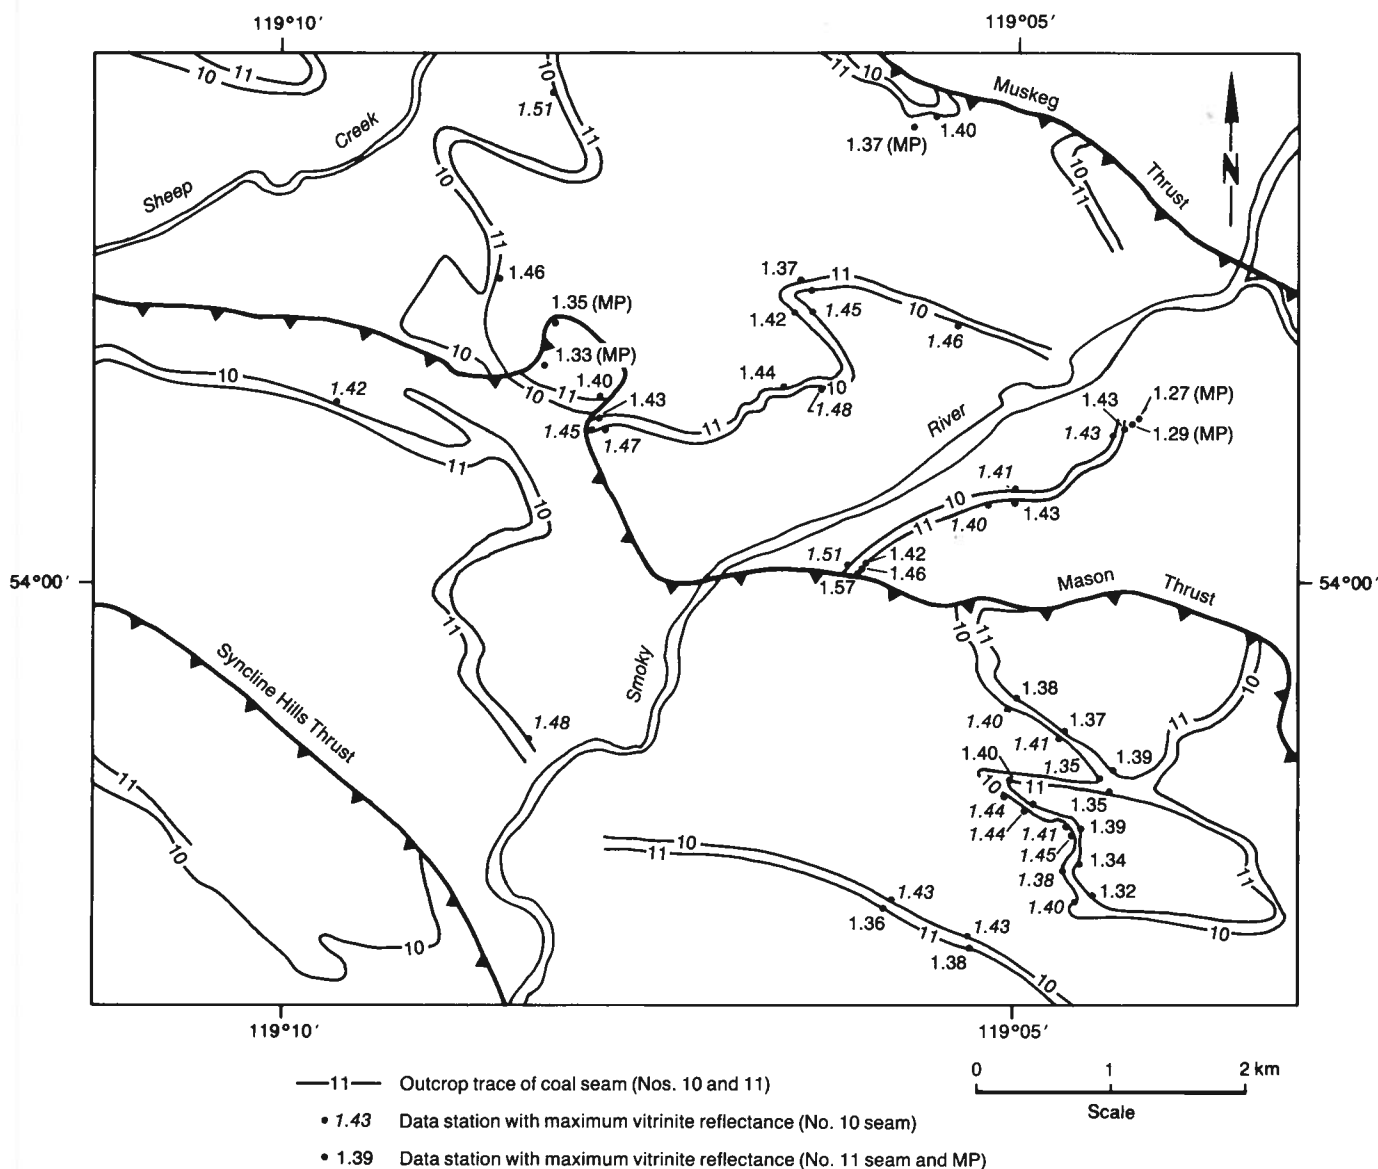 119°10′ 119°05′
10 11 10 11 10
1.51 Muskeg
Creek 11 1.40
1.37 (MP)
10 10 Thrust N
Sheep 11
11
1.46 1.37 11
1.35 (MP) 10
1.42 1.45
1.46
10 1.33 (MP)
10 1.42 1.40 1.44 10 1.27 (MP)
10 11 1.43 1.48 1.43
1.45 1.47 11 River 1.43 1.29 (MP)
11 1.41
10 10 1.43
11 1.40
1.51 1.42
54°00′ 1.57 1.46 Mason Thrust 54°00′
11 10 11
Syncline Hills Thrust Smoky 10
1.38
1.48 1.40 1.37 11
1.41
1.40 1.35 1.39
11 10 11 1.35
1.44
1.44 1.41 1.39
10 10 1.45
11 1.34
1.38 11
1.43 1.32
1.36 1.40
10 11 1.43 10
1.38 10
119°10′ 119°05′
0 1 2 km
Scale
11 Outcrop trace of coal seam (Nos. 10 and 11)
1.43 Data station with maximum vitrinite reflectance (No. 10 seam)
1.39 Data station with maximum vitrinite reflectance (No. 11 seam and MP)